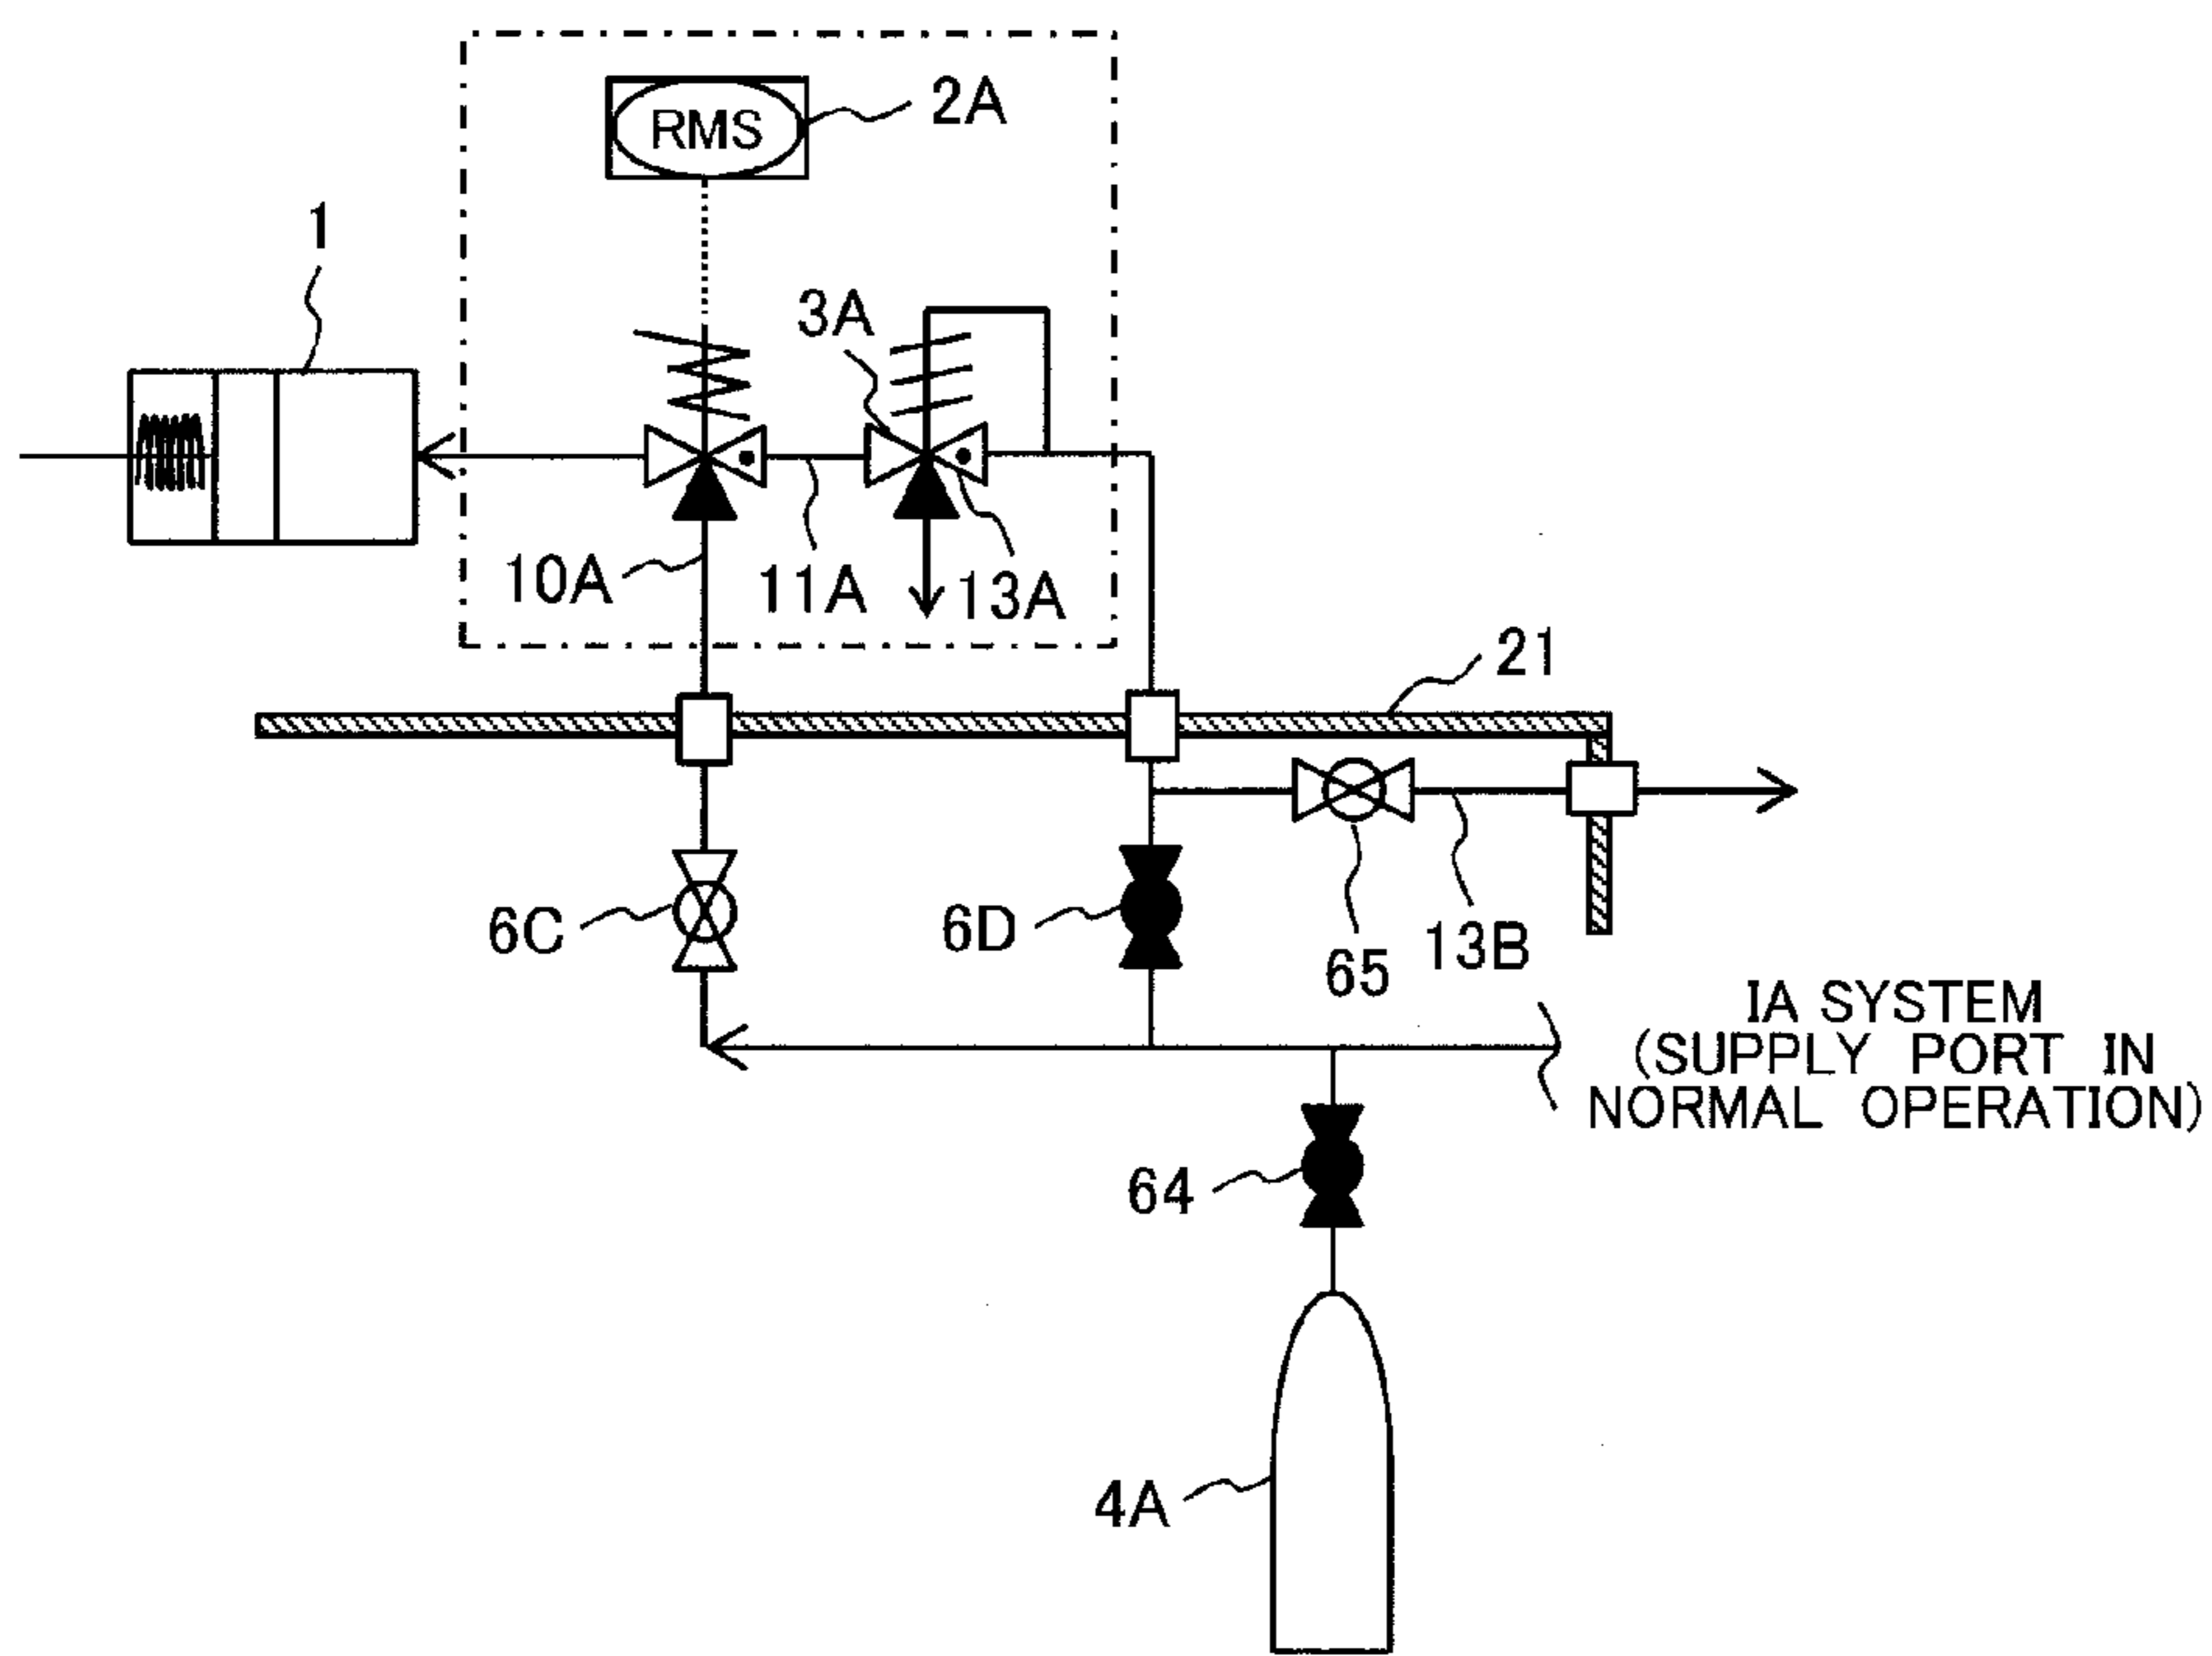 2A
RMS
1
3A
10A
11A
13A
21
6C
6D
65
13B
IA SYSTEM
(SUPPLY PORT IN
NORMAL OPERATION)
64
4A